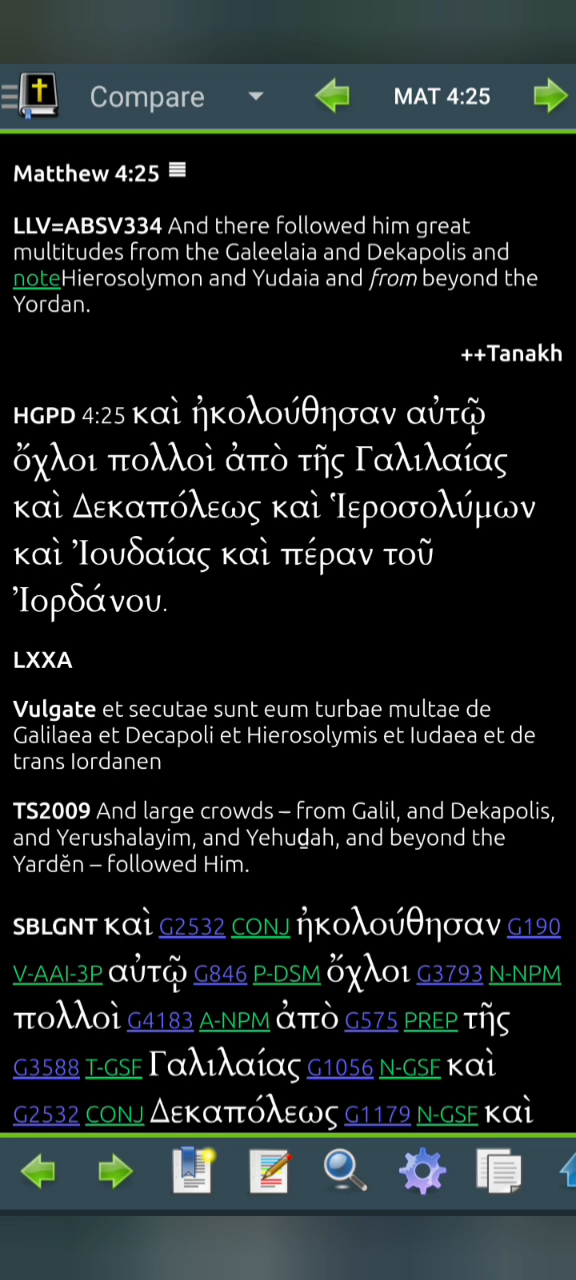 Compare
MAT 4:25
Matthew 4:25
LLV=ABSV334 And there followed him great
multitudes from the Galeelaia and Dekapolis and
noteHierosolymon and Yudaia and from beyond the
Yordan.
++Tanakh
HGPD 4:25 καὶ ἠκολούθησαν αὐτῷ
ὄχλοι πολλοὶ ἀπὸ τῆς Γαλιλαίας
καὶ Δεκαπόλεως καὶ Ἱεροσολύμων
καὶ Ἰουδαίας καὶ πέραν τοῦ
Ἰορδάνου.
LXXA
Vulgate et secutae sunt eum turbae multae de
Galilaea et Decapoli et Hierosolymis et Iudaea et de
trans Iordanen
TS2009 And large crowds – from Galil, and Dekapolis,
and Yerushalayim, and Yehuḏah, and beyond the
Yardĕn – followed Him.
SBLGNT καὶ G2532 CONJ ἠκολούθησαν G190
V-AAI-3P αὐτῷ G846 P-DSM ὄχλοι G3793 N-NPM
πολλοὶ G4183 A-NPM ἀπὸ G575 PREP τῆς
G3588 T-GSF Γαλιλαίας G1056 N-GSF καὶ
G2532 CONJ Δεκαπόλεως G1179 N-GSF καὶ